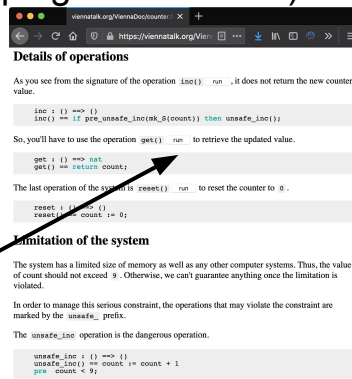 viennatalk.org/ViennaDoc/counter.
https://viennatalk.org/Vien
Details of operations
As you see from the signature of the operation inc() run , it does not return the new counter
value.
inc : () ==> ()
inc() == if pre_unsafe_inc(mk_S(count)) then unsafe_inc();
So, you'll have to use the operation get() run to retrieve the updated value.
get : () ==> nat
get() == return count;
The last operation of the system is reset() run to reset the counter to 0 .
reset : () ==> ()
reset() == count := 0;
Limitation of the system
The system has a limited size of memory as well as any other computer systems. Thus, the value
of count should not exceed 9 . Otherwise, we can't guarantee anything once the limitation is
violated.
In order to manage this serious constraint, the operations that may violate the constraint are
marked by the unsafe_ prefix.
The unsafe_inc operation is the dangerous operation.
unsafe_inc : () ==> ()
unsafe_inc() == count := count + 1
pre count < 9;